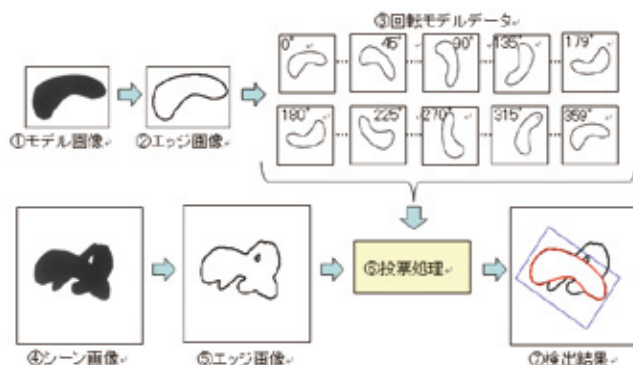 ③回転モデルデータ
0° 45° 90° 135° 179°
180° 225° 270° 315° 359°
①モデル画像
②エッジ画像
⑥投票処理
④シーン画像
⑤エッジ画像
⑦検出結果